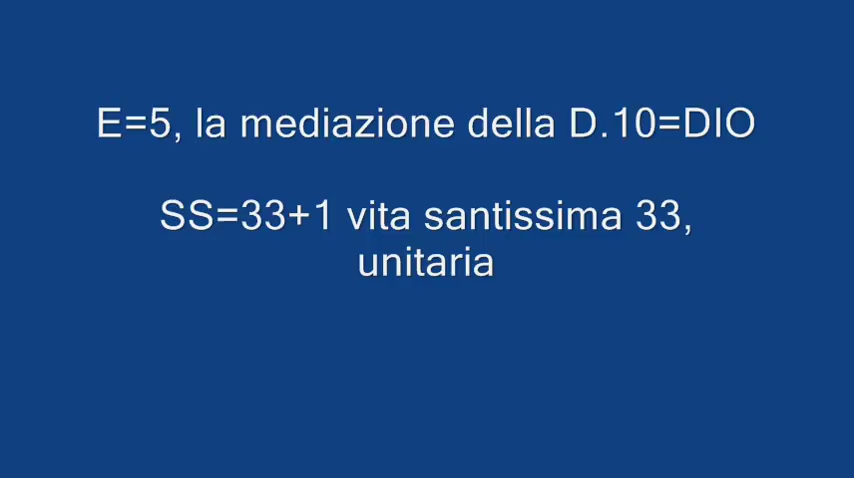 E=5, la mediazione della D.10=DIO
SS=33+1 vita santissima 33,
unitaria